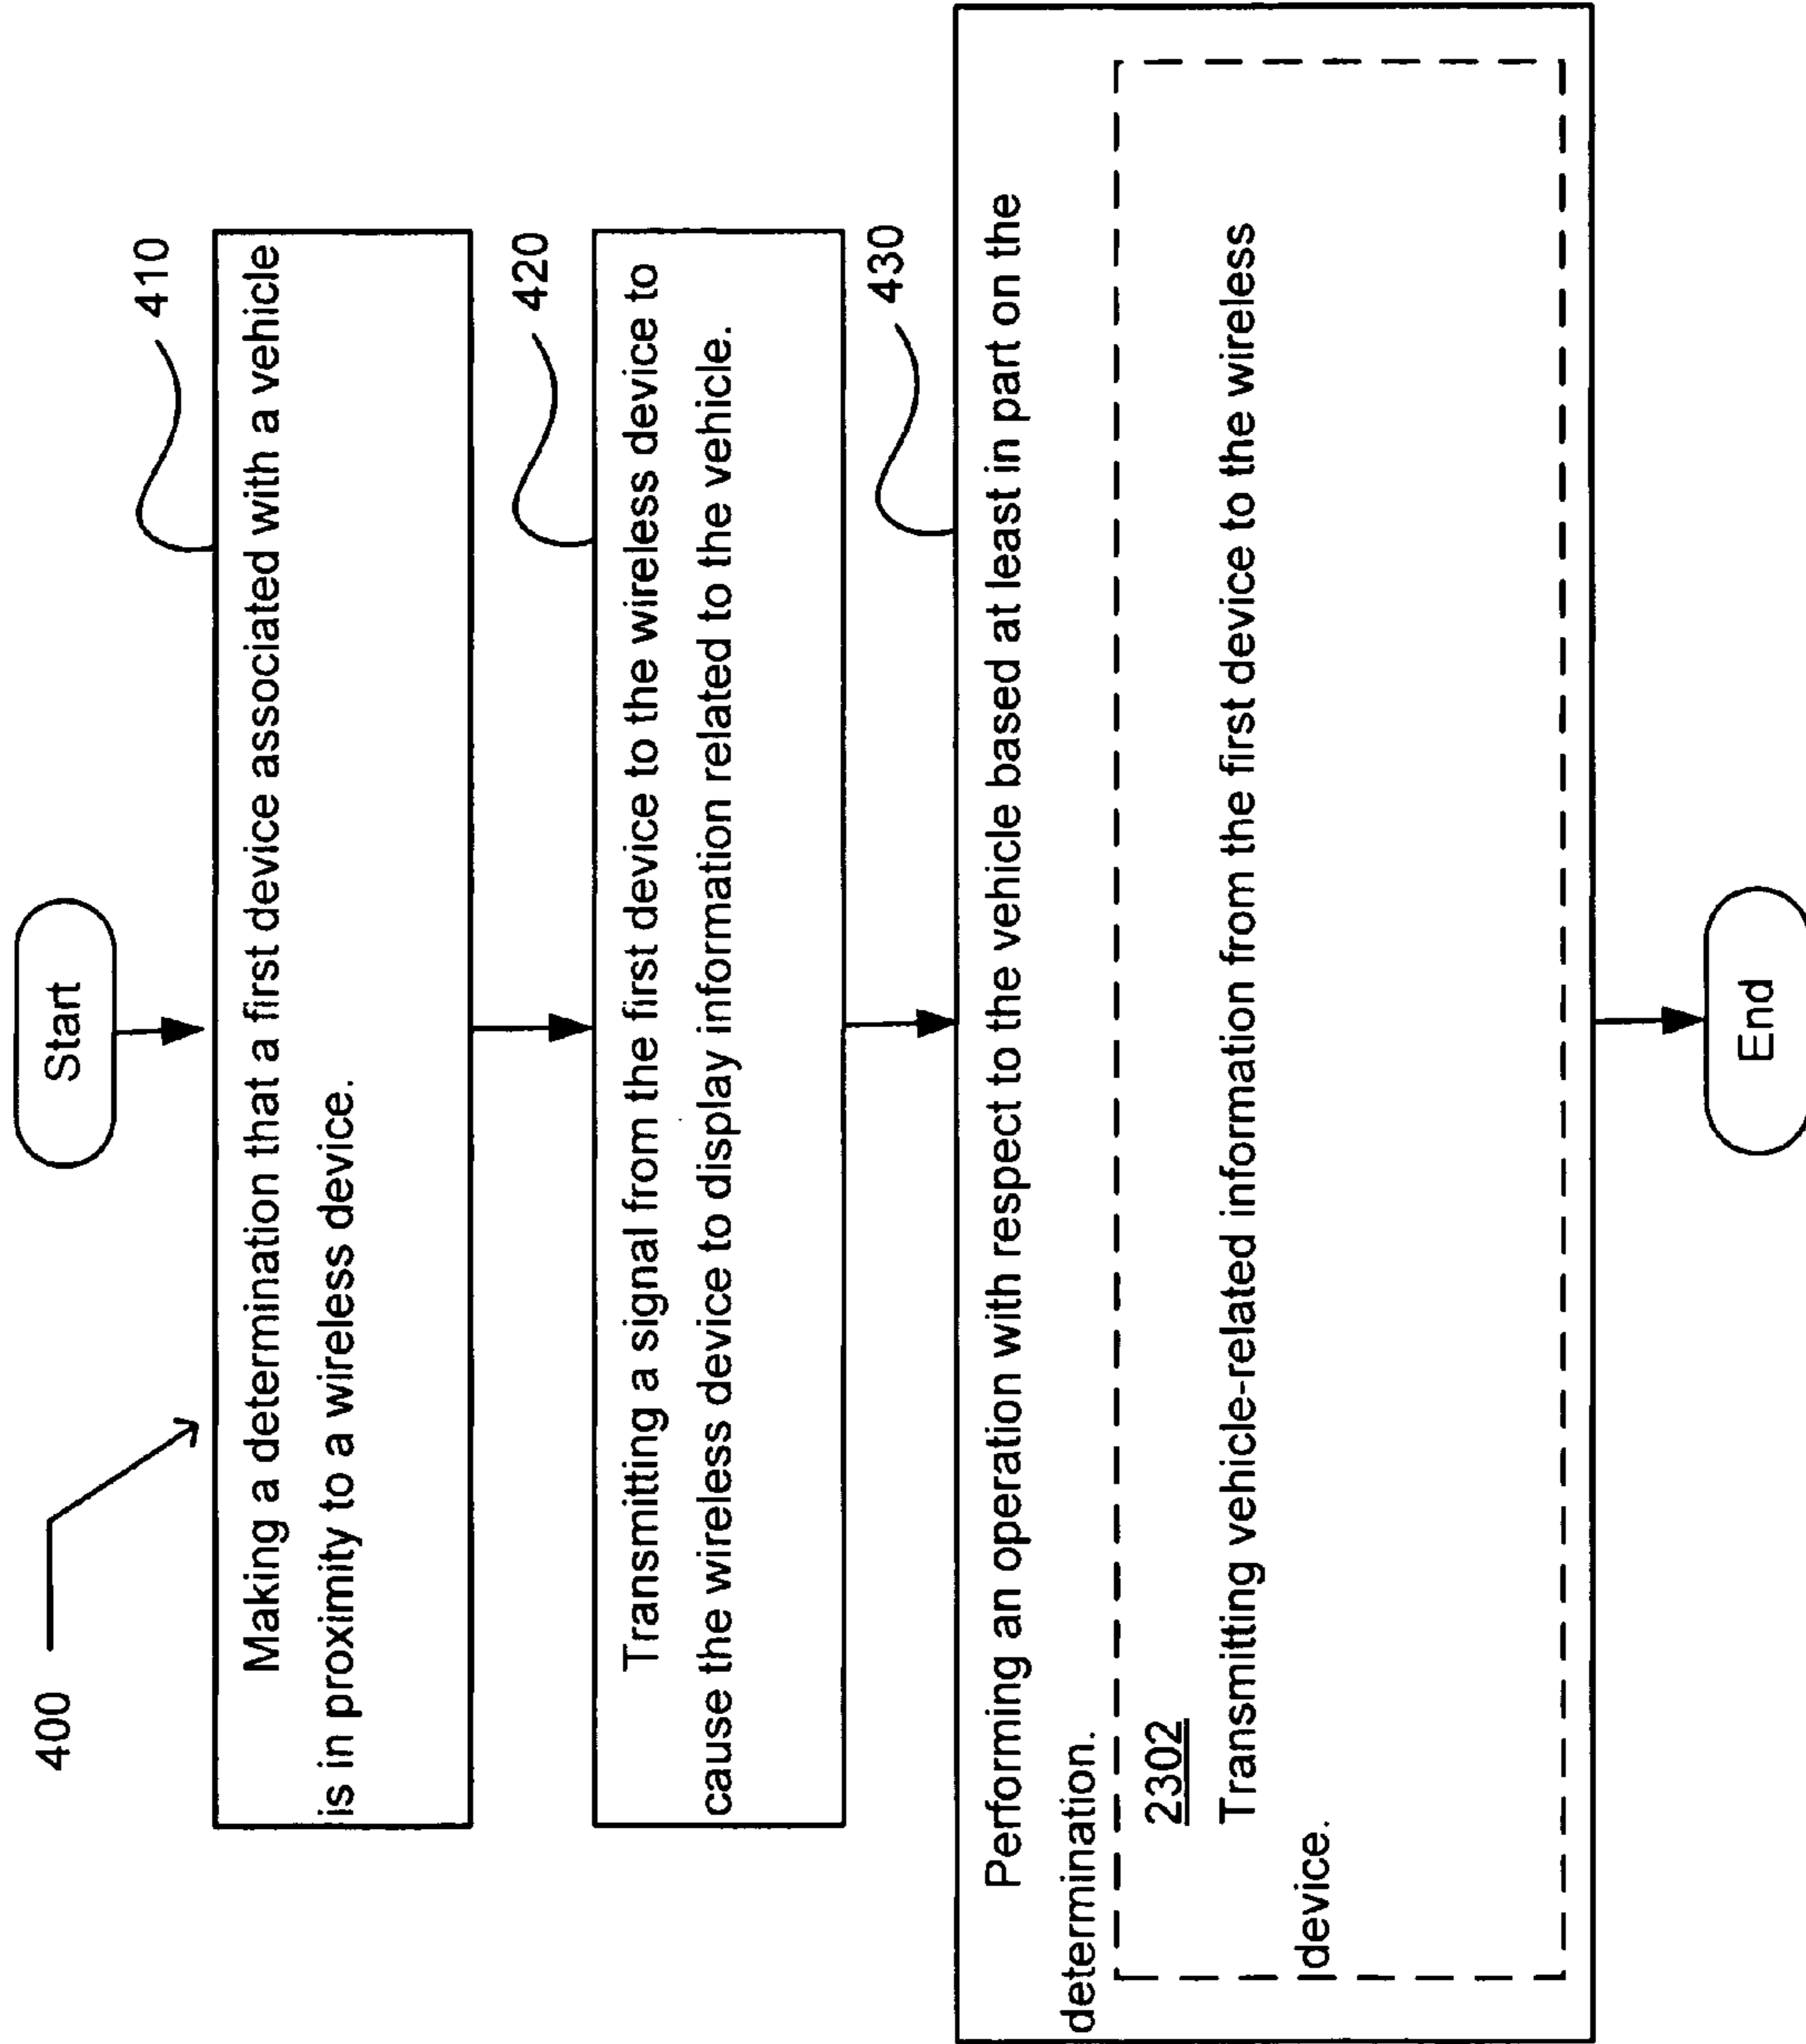 400
Start
410
Making a determination that a first device associated with a vehicle
is in proximity to a wireless device.
420
Transmitting a signal from the first device to the wireless device to
cause the wireless device to display information related to the vehicle.
430
Performing an operation with respect to the vehicle based at least in part on the
determination.
2302
Transmitting vehicle-related information from the first device to the wireless
device.
End